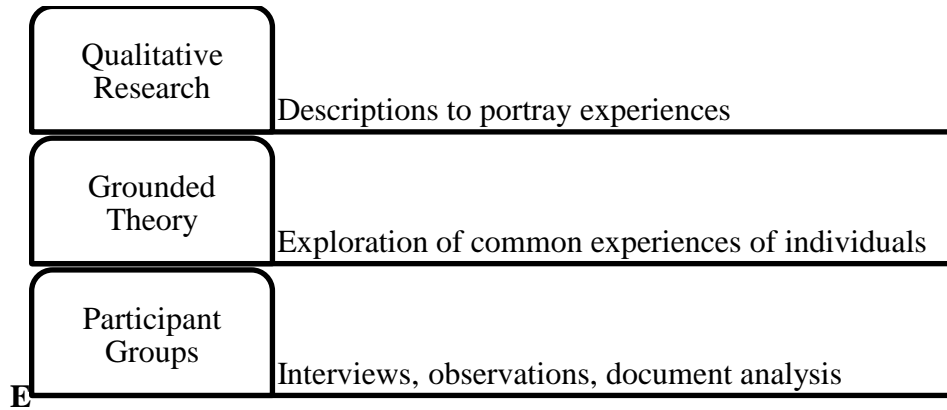 Qualitative
Research
Descriptions to portray experiences
Grounded
Theory
Exploration of common experiences of individuals
Participant
Groups
Interviews, observations, document analysis
E